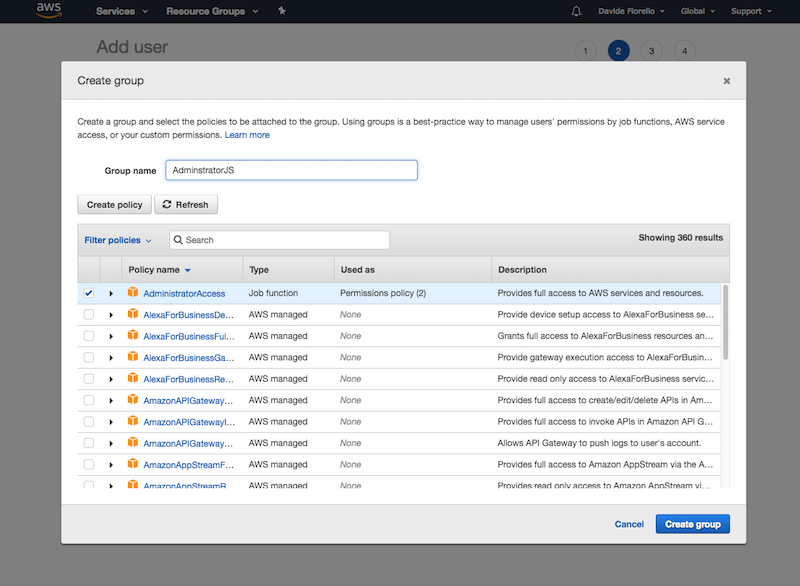 aws Services Resource Groups Davide Fiorello Global Support
Add user
1 2 3 4
Create group
Create a group and select the policies to be attached to the group. Using groups is a best-practice way to manage users' permissions by job functions, AWS service
access, or your custom permissions. Learn more
Group name AdminstratorJS
Create policy Refresh
Filter policies Search Showing 360 results
Policy name Type Used as Description
AdministratorAccess Job function Permissions policy (2) Provides full access to AWS services and resources.
AlexaForBusinessDe... AWS managed None Provide device setup access to AlexaForBusiness se...
AlexaForBusinessFul... AWS managed None Grants full access to AlexaForBusiness resources an...
AlexaForBusinessGa... AWS managed None Provide gateway execution access to AlexaForBusin...
AlexaForBusinessRe... AWS managed None Provide read only access to AlexaForBusiness servic...
AmazonAPIGateway... AWS managed None Provides full access to create/edit/delete APIs in Am...
AmazonAPIGatewayI... AWS managed None Provides full access to invoke APIs in Amazon API G...
AmazonAPIGateway... AWS managed None Allows API Gateway to push logs to user's account.
AmazonAppStreamF... AWS managed None Provides full access to Amazon AppStream via the A...
AmazonAppStreamR... AWS managed None Provides read only access to Amazon AppStream vi...
Cancel Create group